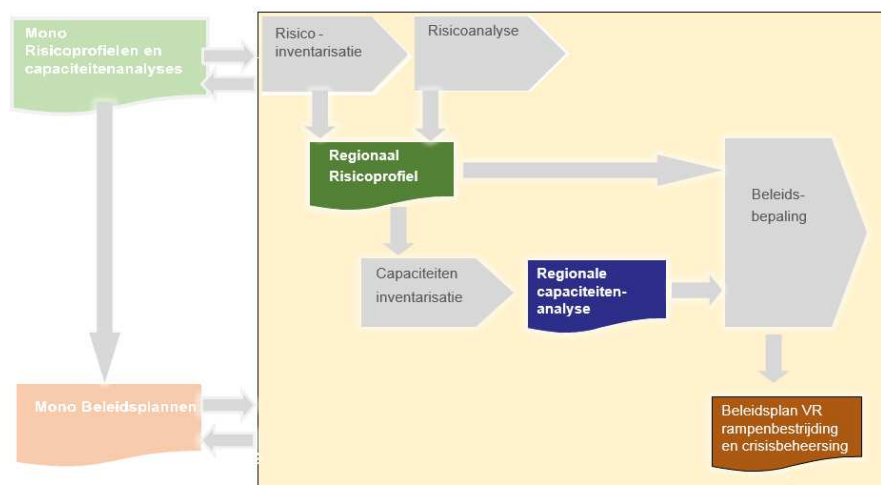 Mono
Risicoprofielen en
capaciteitenanalyses
Risico -
inventarisatie
Risicoanalyse
Regionaal
Risicoprofiel
Beleids-
bepaling
Capaciteiten
inventarisatie
Regionale
capaciteiten-
analyse
Mono Beleidsplannen
Beleidsplan VR
rampenbestrijding
en crisisbeheersing